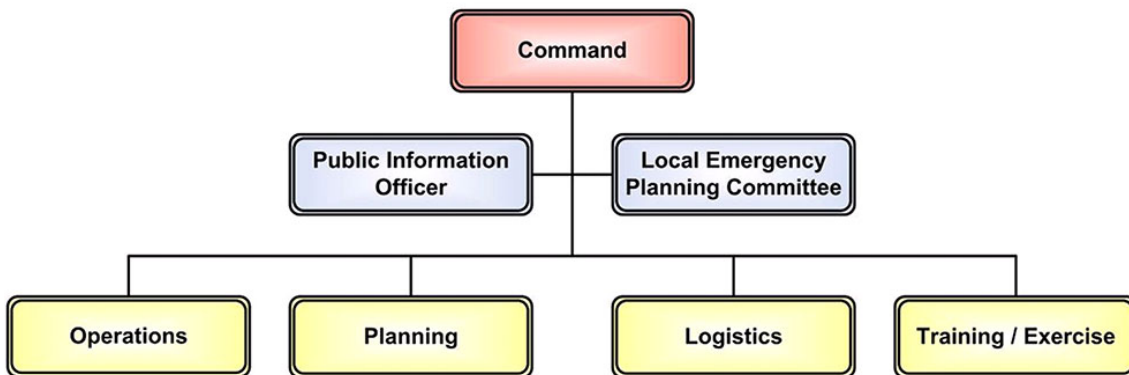 Command
Public Information
Officer
Local Emergency
Planning Committee
Operations
Planning
Logistics
Training / Exercise